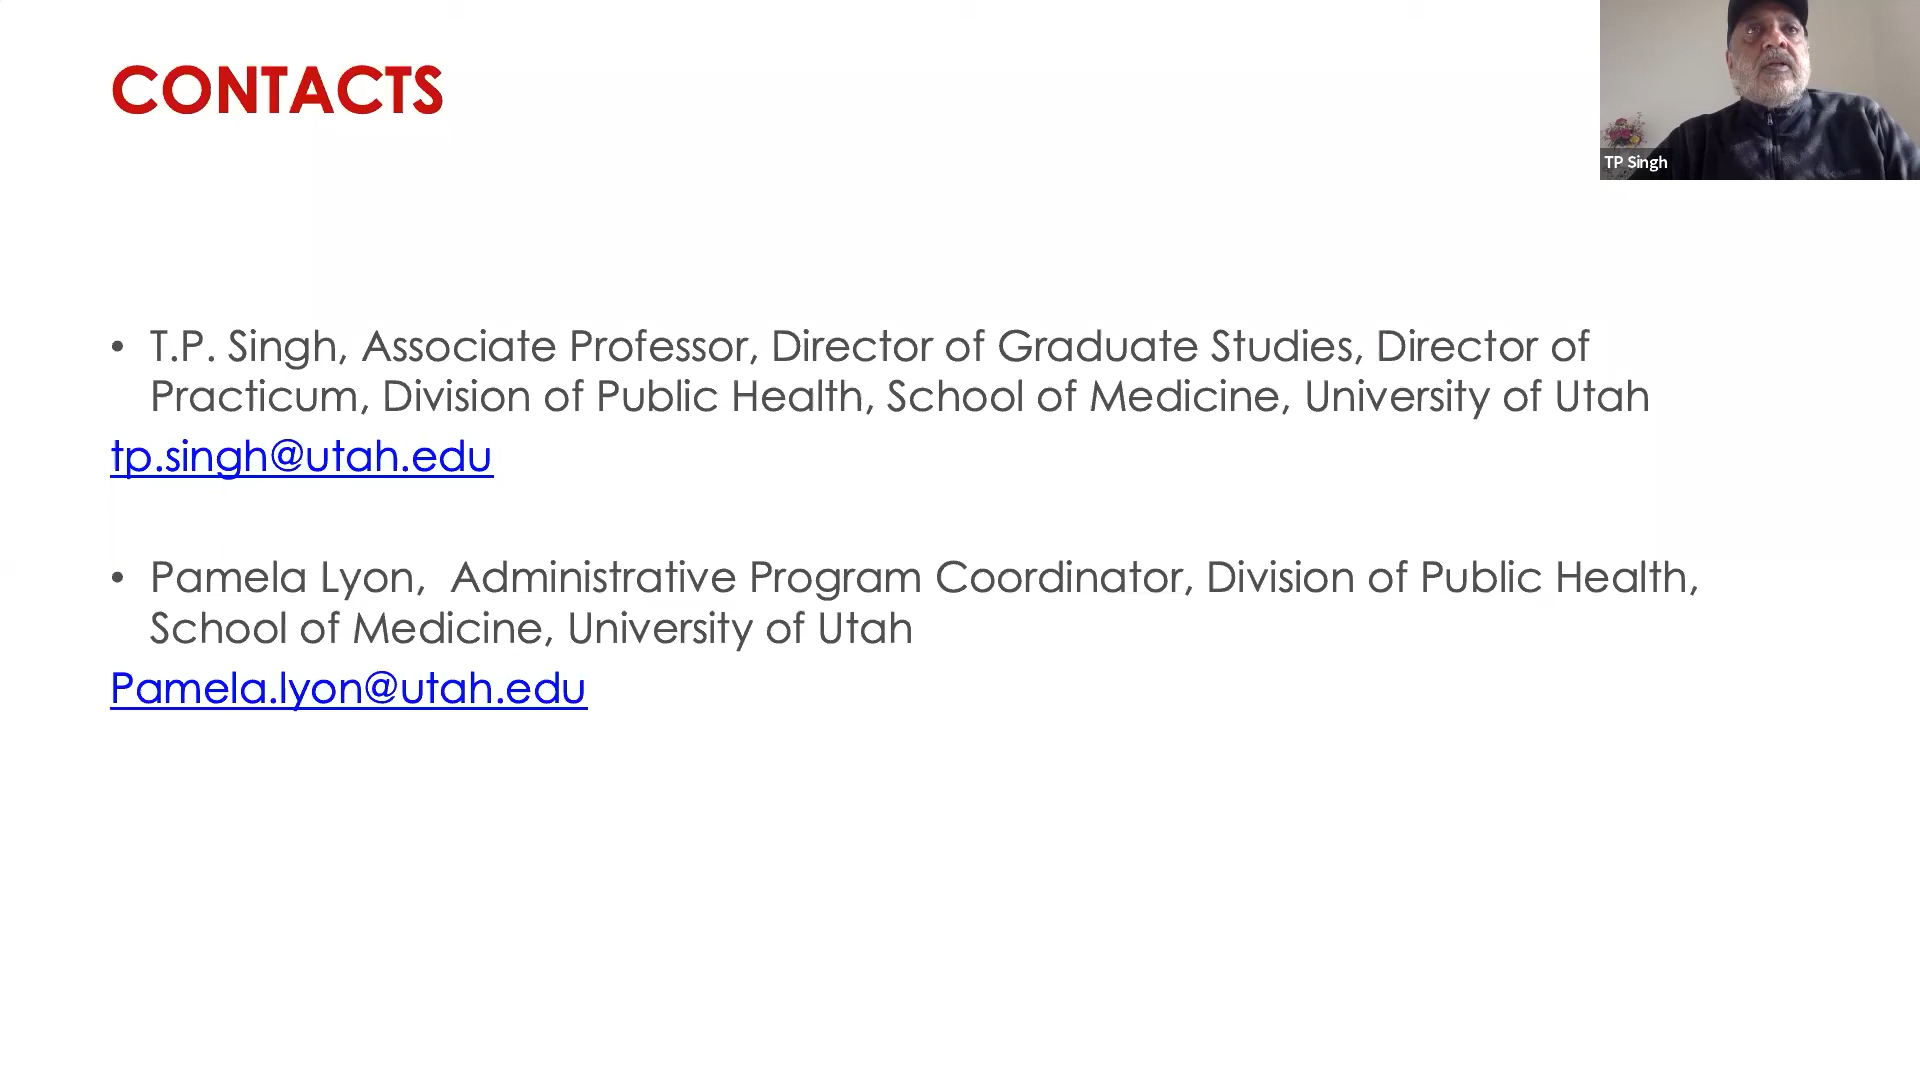 CONTACTS
TP Singh
• T.P. Singh, Associate Professor, Director of Graduate Studies, Director of
Practicum, Division of Public Health, School of Medicine, University of Utah
tp.singh@utah.edu
• Pamela Lyon,  Administrative Program Coordinator, Division of Public Health,
School of Medicine, University of Utah
Pamela.lyon@utah.edu